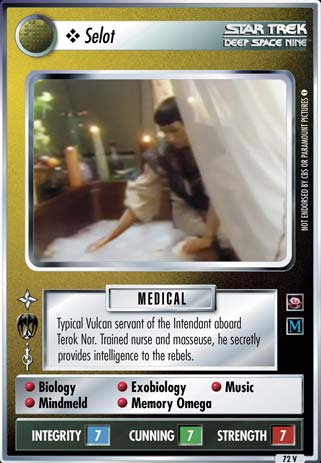 ❖ Selot
STAR TREK
DEEP SPACE NINE
NOT ENDORSED BY CBS OR PARAMOUNT PICTURES
MEDICAL
Typical Vulcan servant of the Intendant aboard
Terok Nor. Trained nurse and masseuse, he secretly
provides intelligence to the rebels.
M
Biology Exobiology Music
Mindmeld Memory Omega
INTEGRITY 7 CUNNING 7 STRENGTH 7
72 V